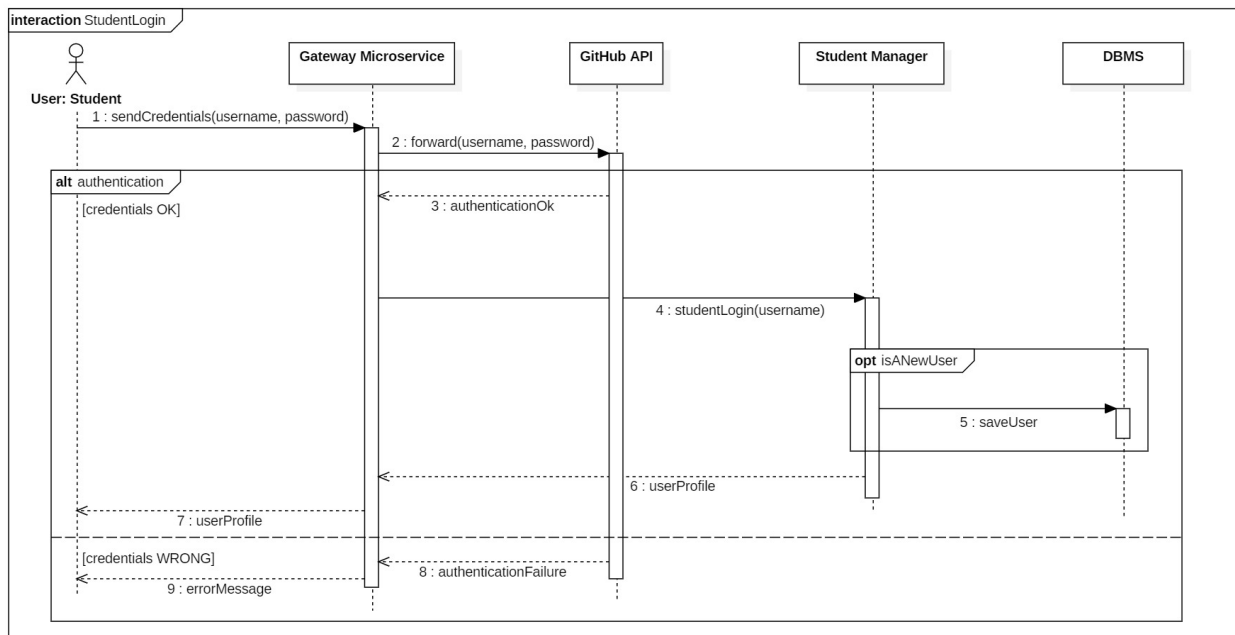 interaction StudentLogin
Gateway Microservice
GitHub API
Student Manager
DBMS
User: Student
1 : sendCredentials(username, password)
2 : forward(username, password)
alt authentication
3 : authenticationOk
[credentials OK]
4 : studentLogin(username)
opt isANewUser
5 : saveUser
6 : userProfile
7 : userProfile
[credentials WRONG]
8 : authenticationFailure
9 : errorMessage